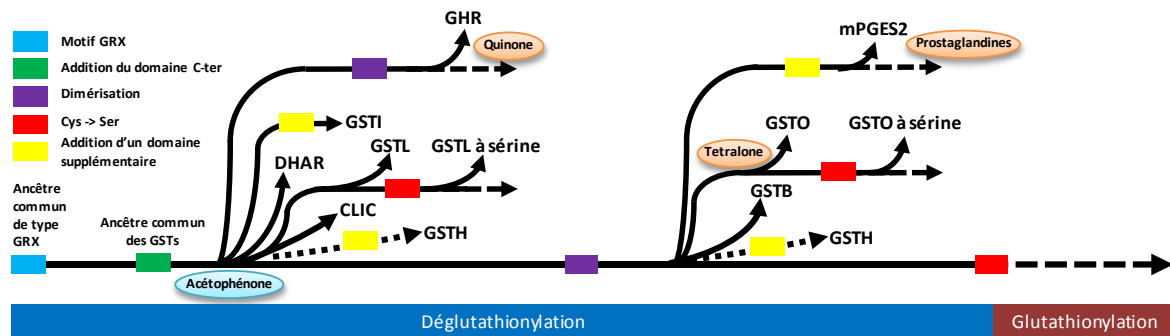 Motif GRX
Addition du domaine C-ter
Dimérisation
Cys -> Ser
Addition d'un domaine
supplémentaire
Ancêtre
commun
de type
GRX
Ancêtre commun
des GSTs
Acétophénone
GHR
Quinone
GSTI
DHAR
GSTL
GSTL à sérine
CLIC
GSTH
mPGES2
Prostaglandines
Tetralone
GSTO
GSTO à sérine
GSTB
GSTH
Déglutathionylation
Glutathionylation